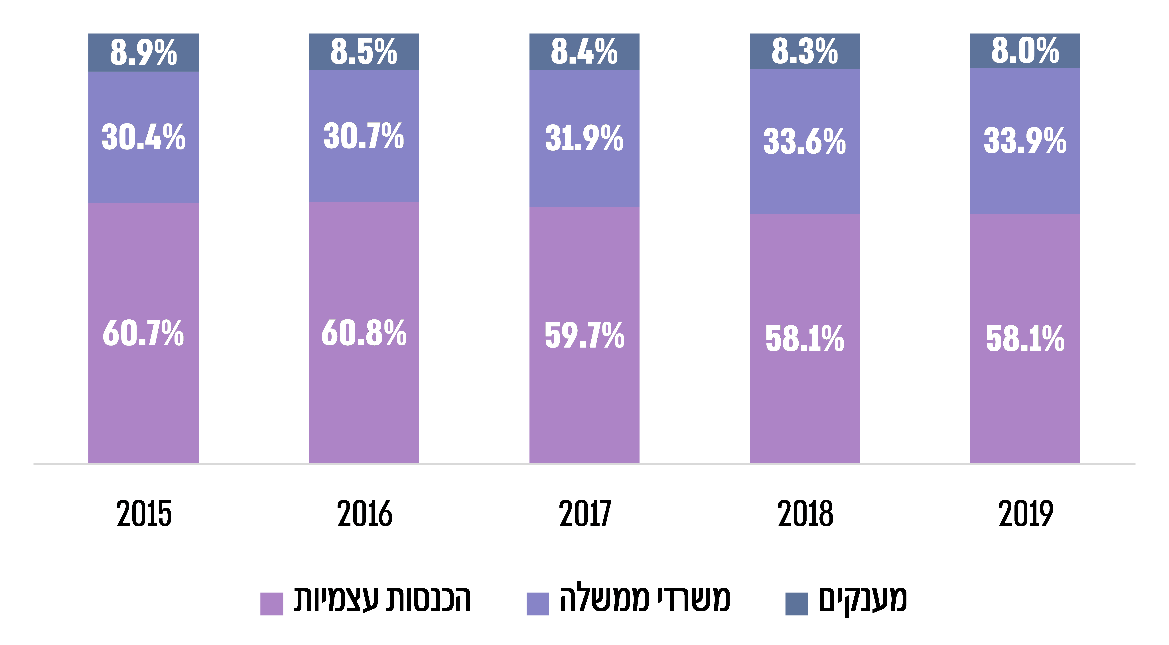 8.9% 8.5% 8.4% 8.3% 8.0%
30.4% 30.7% 31.9% 33.6% 33.9%
60.7% 60.8% 59.7% 58.1% 58.1%
2015 2016 2017 2018 2019
מענקים משרדי ממשלה הכנסות עצמיות